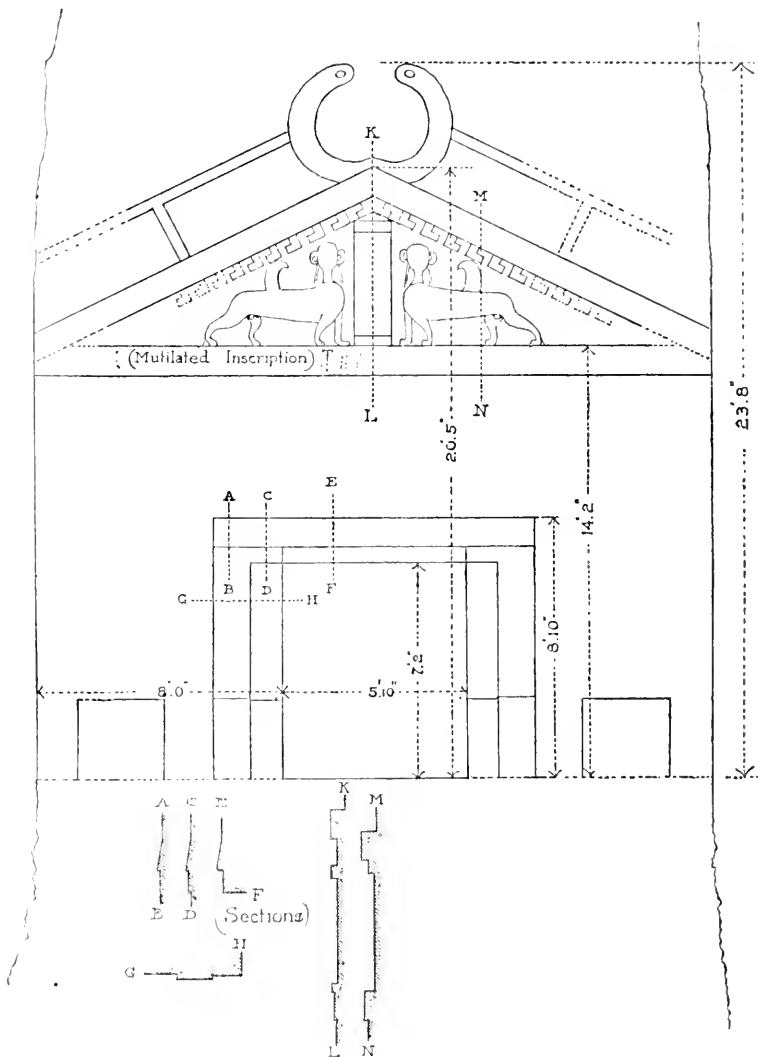 K
M
(Mutilated Inscription)
L
N
20'.5"
23'.8"
14'.2"
A
C
E
B
D
F
G
H
8'.10"
7'.2"
8'.0"
5'.10"
K
M
A
C
E
B
D
F
(Sections)
H
G
L
N